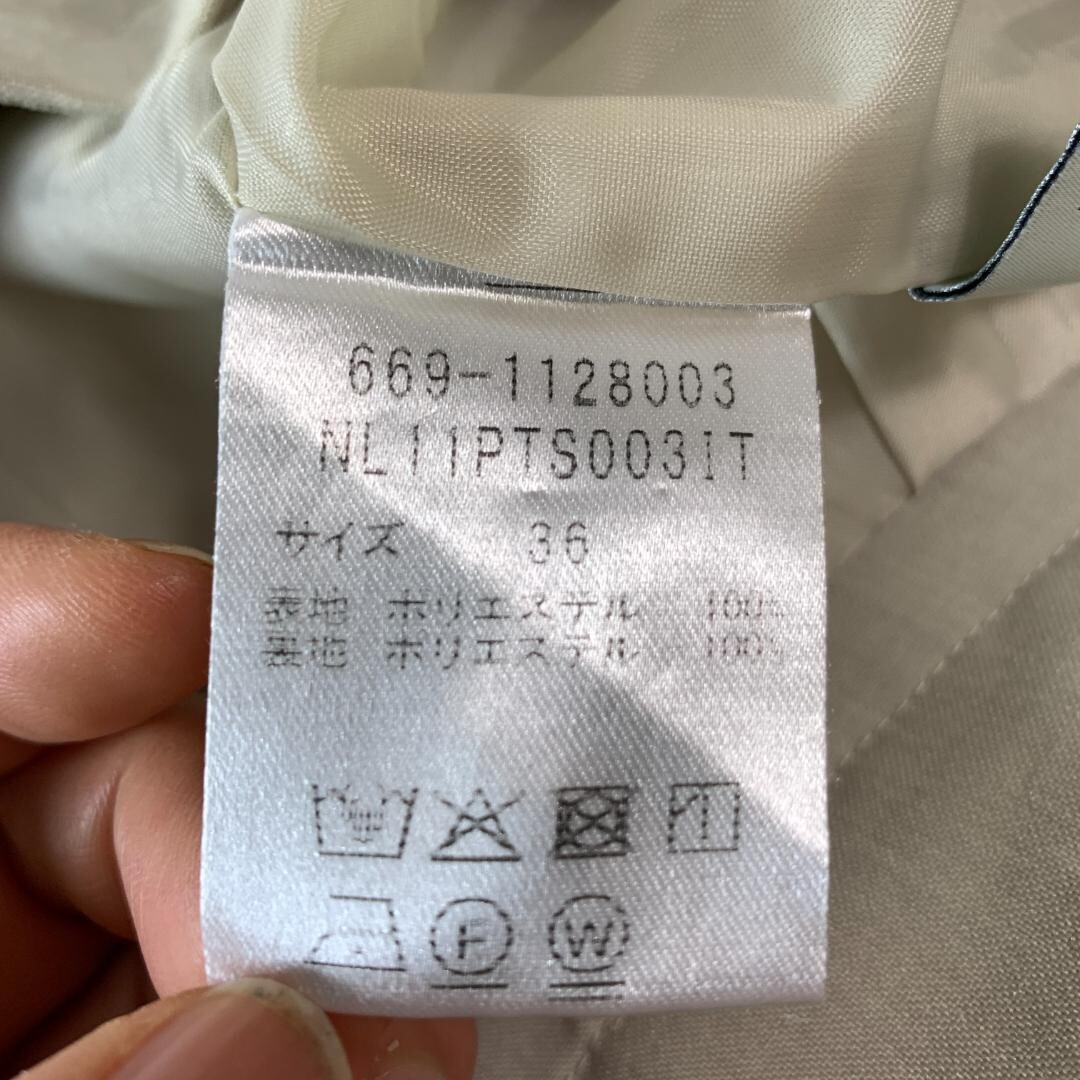 669-1128003
NL11PTS003IT
サイズ 36
表地 ポリエステル 100%
裏地 ポリエステル 100%
F W